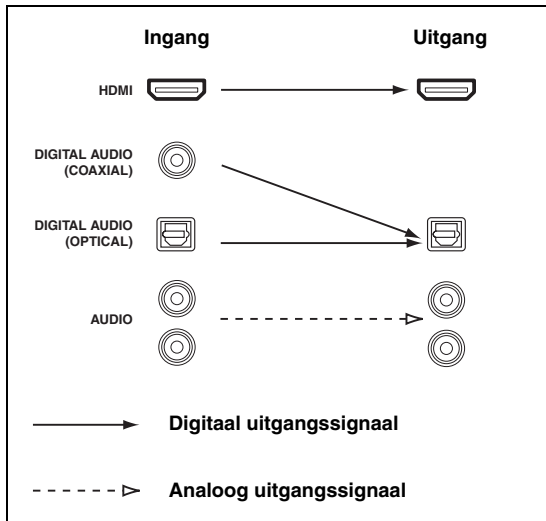 Ingang Uitgang
HDMI
DIGITAL AUDIO
(COAXIAL)
DIGITAL AUDIO
(OPTICAL)
AUDIO
Digitaal uitgangssignaal
Analoog uitgangssignaal